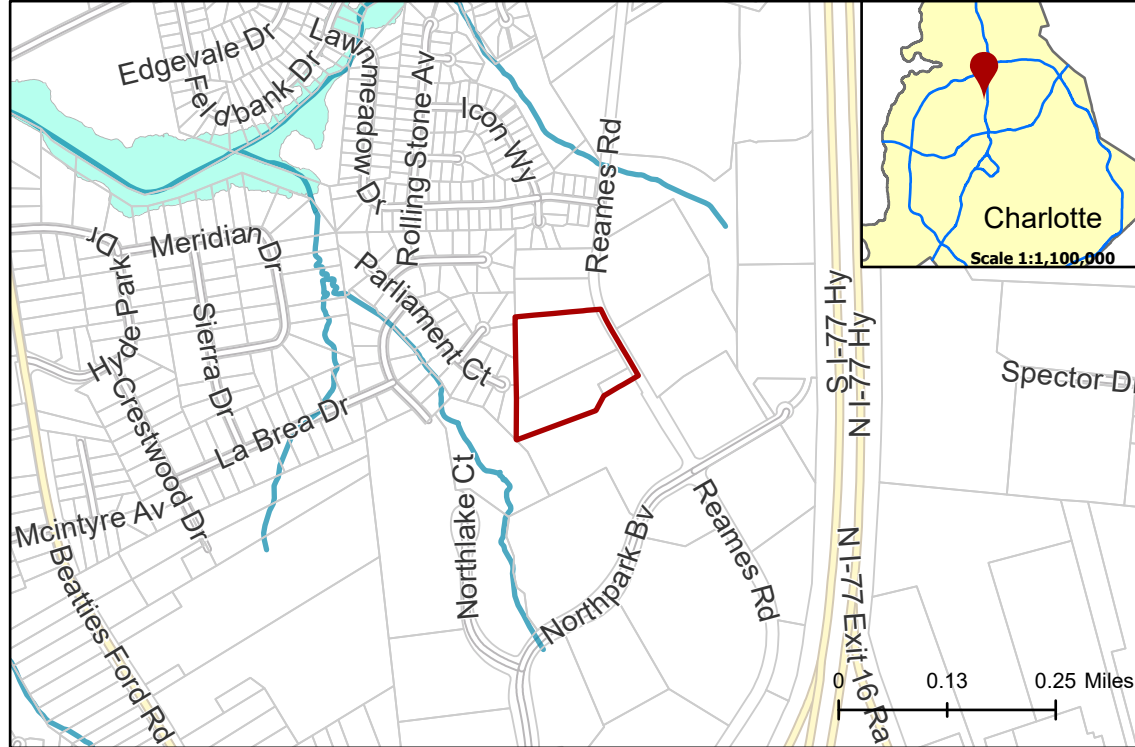 Edgevale Dr
Feldbank Dr
Lawnmeadow Dr
Rolling Stone Av
Icon Wy
Reames Rd
Charlotte
Scale 1:1,100,000
Hyde Park Dr
Meridian Dr
Sierra Dr
Parliament Ct
S I-77 Hy
N I-77 Hy
Spector Dr
Crestwood Dr
La Brea Dr
Mcintyre Av
Northlake Ct
Northpark Bv
Reames Rd
N I-77 Exit 16 Ra
Beatties Ford Rd
0 0.13 0.25 Miles